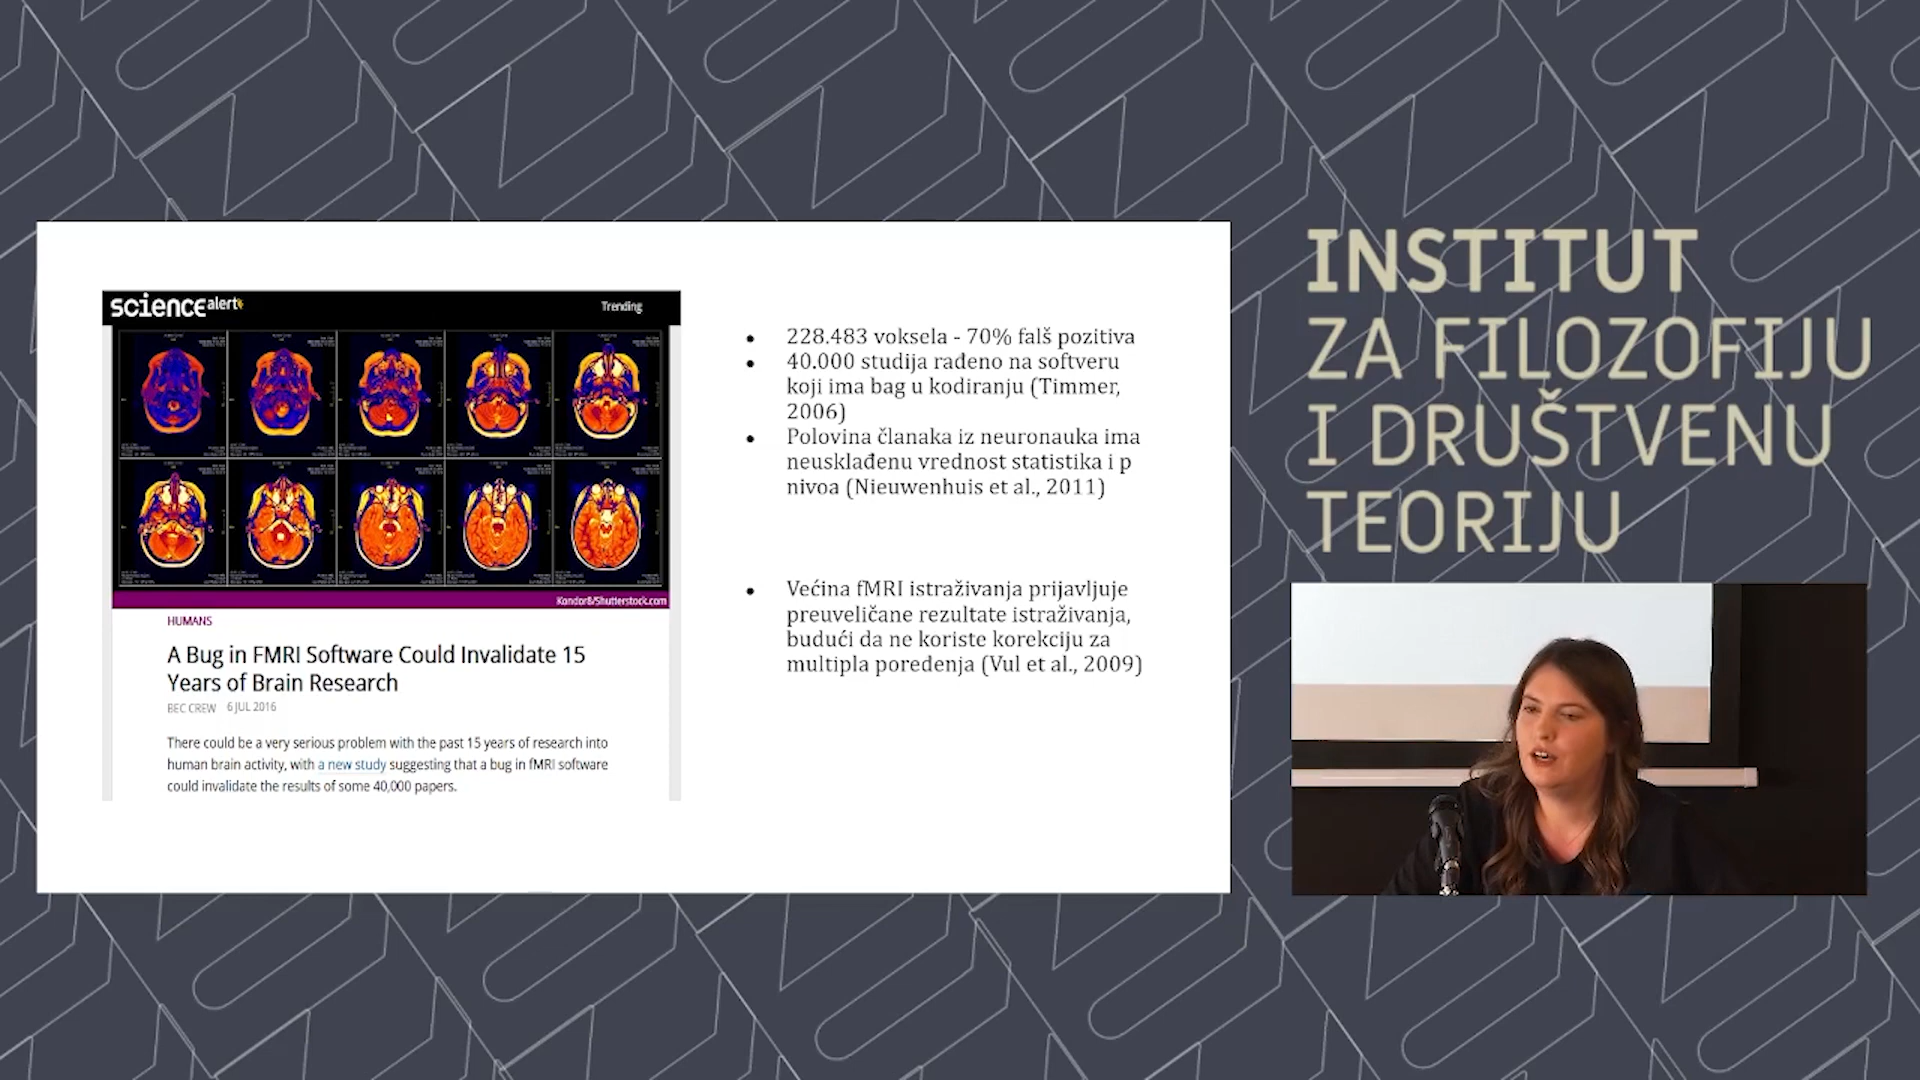 sciencealert
Trending
Kondor8/Shutterstock.com
HUMANS
A Bug in FMRI Software Could Invalidate 15
Years of Brain Research
BEC CREW 6 JUL 2016
There could be a very serious problem with the past 15 years of research into
human brain activity, with a new study suggesting that a bug in fMRI software
could invalidate the results of some 40,000 papers.
• 228.483 voksela - 70% falš pozitiva
• 40.000 studija rađeno na softveru
koji ima bag u kodiranju (Timmer,
2006)
• Polovina članaka iz neuronauka ima
neusklađenu vrednost statistika i p
nivoa (Nieuwenhuis et al., 2011)
• Većina fMRI istraživanja prijavljuje
preuveličane rezultate istraživanja,
budući da ne koriste korekciju za
multipla poređenja (Vul et al., 2009)
INSTITUT
ZA FILOZOFIJU
I DRUŠTVENU
TEORIJU